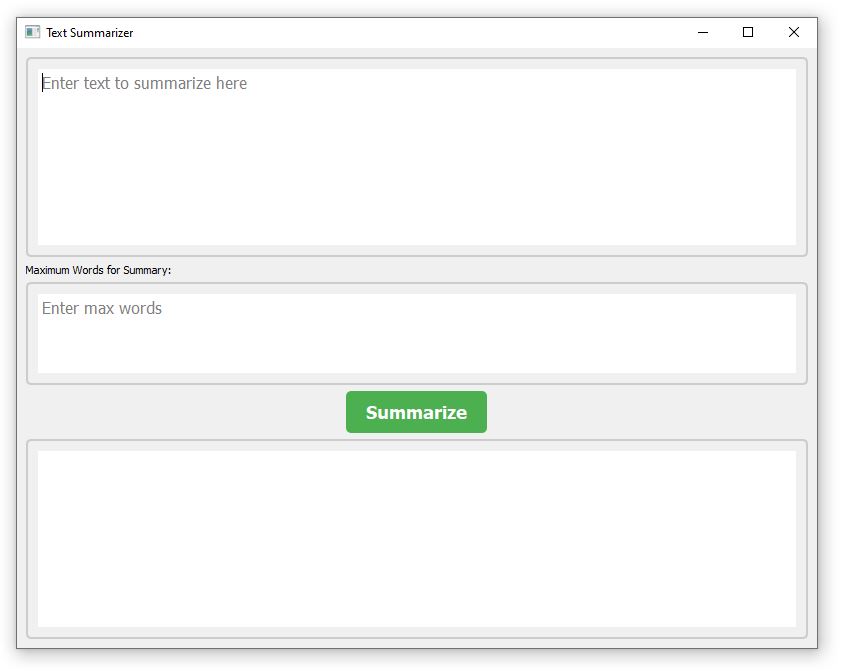 Text Summarizer
Enter text to summarize here
Maximum Words for Summary:
Enter max words
Summarize